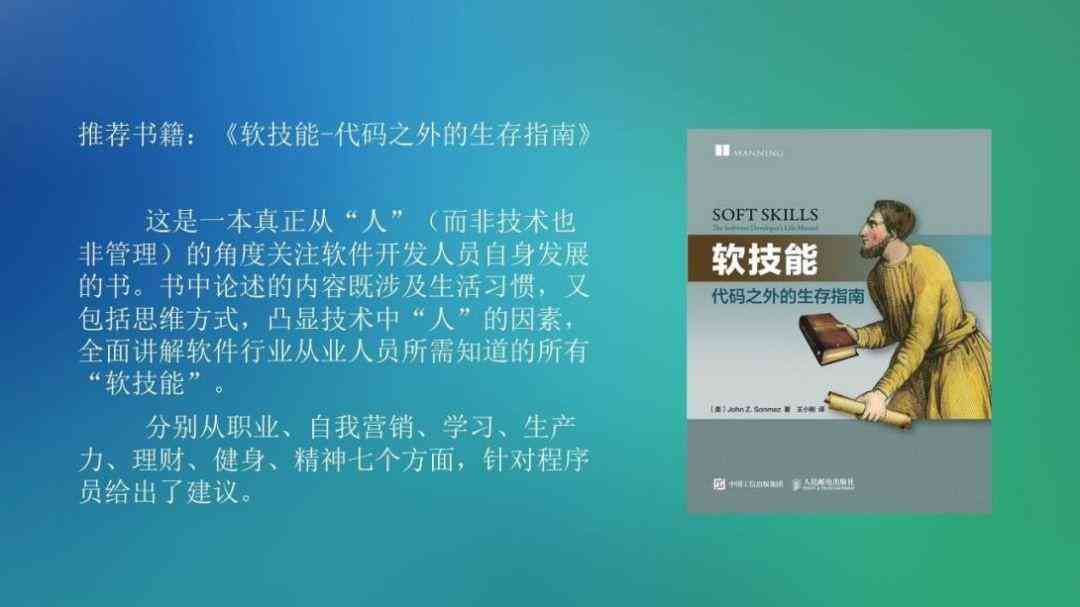 推荐书籍：《软技能-代码之外的生存指南》
这是一本真正从“人”（而非技术也
非管理）的角度关注软件开发人员自身发展
的书。书中论述的内容既涉及生活习惯，又
包括思维方式，凸显技术中“人”的因素，
全面讲解软件行业从业人员所需知道的所有
“软技能”。
分别从职业、自我营销、学习、生产
力、理财、健身、精神七个方面，针对程序
员给出了建议。
MANNING
SOFT SKILLS
The Software Developer's Life Manual
软技能
代码之外的生存指南
［美］John Z. Sonmez 著 王小刚 译
中国工信出版集团 人民邮电出版社